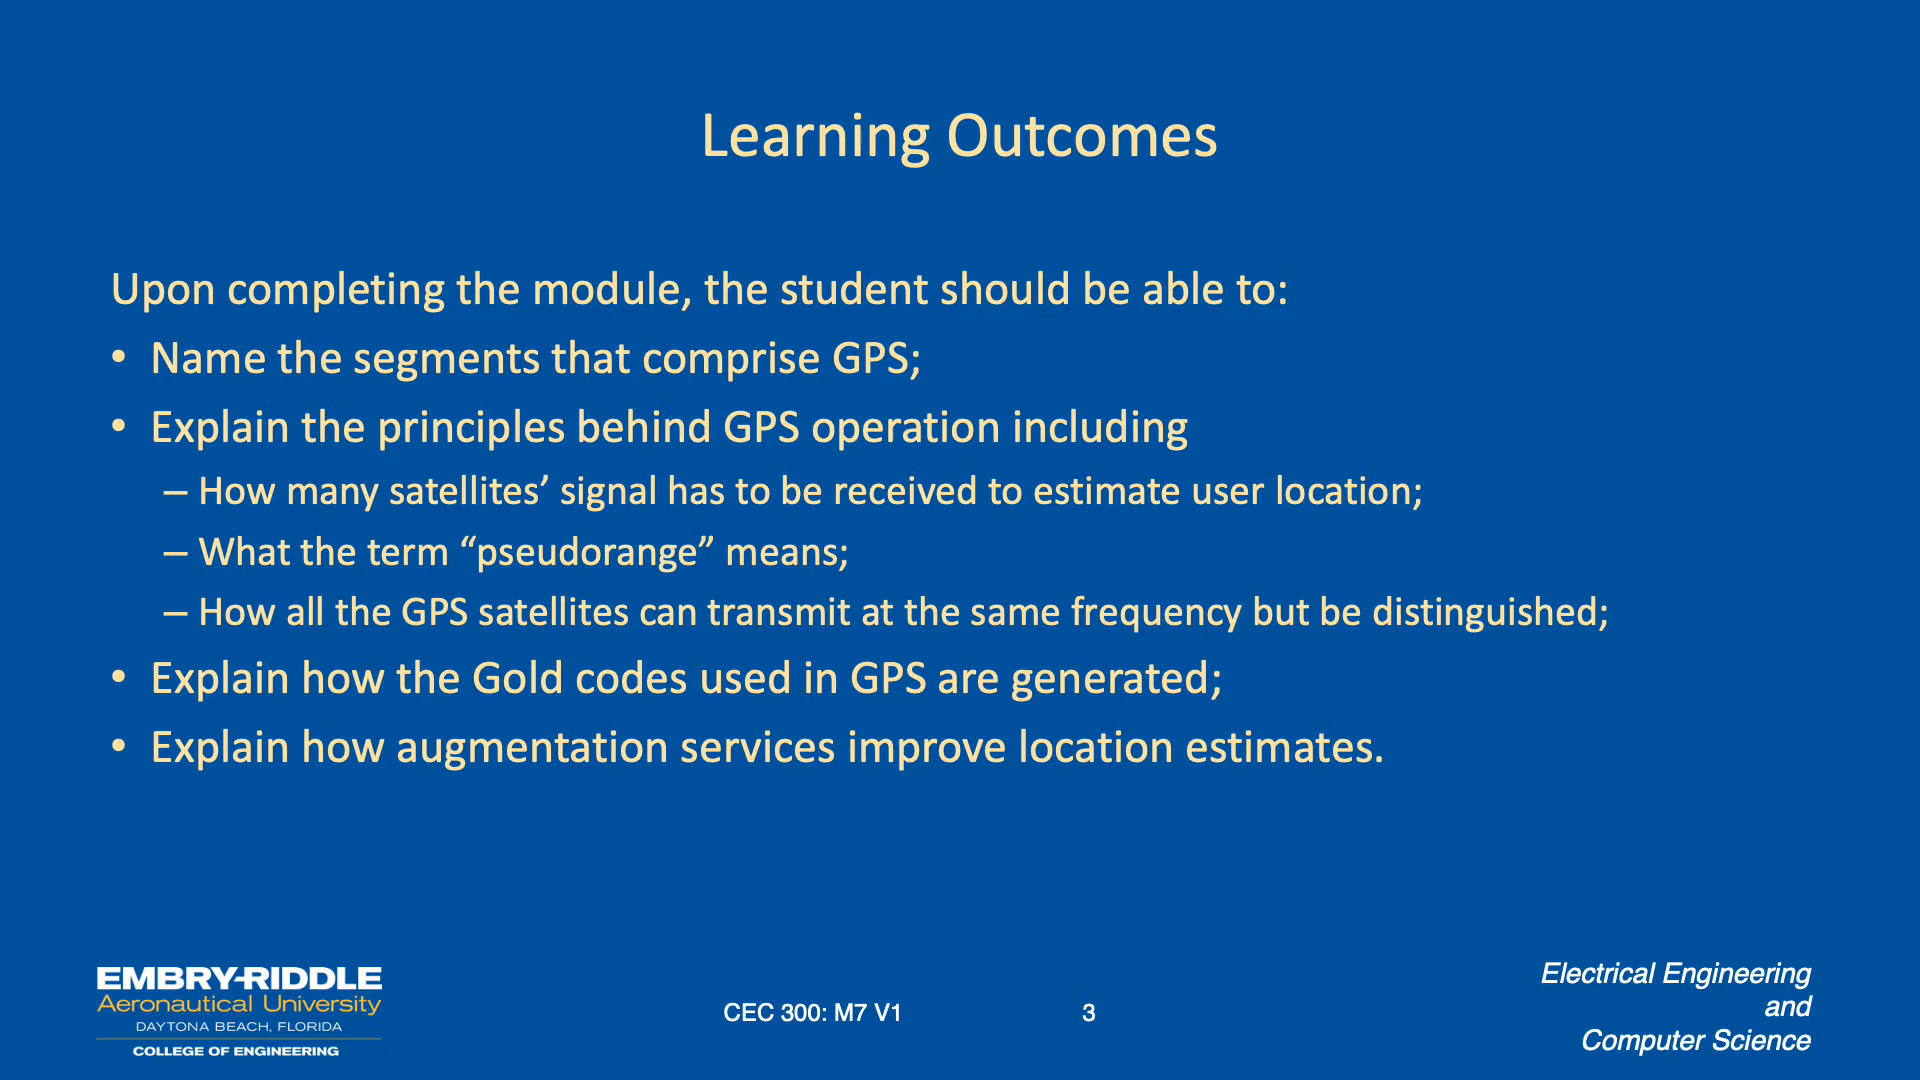 Learning Outcomes
Upon completing the module, the student should be able to:
• Name the segments that comprise GPS;
• Explain the principles behind GPS operation including
– How many satellites’ signal has to be received to estimate user location;
– What the term “pseudorange” means;
– How all the GPS satellites can transmit at the same frequency but be distinguished;
• Explain how the Gold codes used in GPS are generated;
• Explain how augmentation services improve location estimates.
EMBRY-RIDDLE
Aeronautical University
DAYTONA BEACH, FLORIDA
COLLEGE OF ENGINEERING
CEC 300: M7 V1
3
Electrical Engineering
and
Computer Science